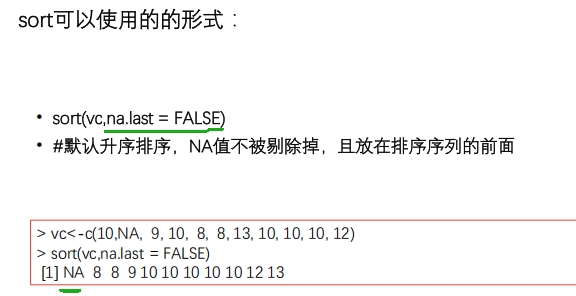 sort可以使用的的形式：
• sort(vc,na.last = FALSE)
• #默认升序排序，NA值不被剔除掉，且放在排序序列的前面
> vc<-c(10,NA, 9, 10, 8, 8,13, 10, 10, 10, 12)
> sort(vc,na.last = FALSE)
[1] NA 8 8 9 10 10 10 10 10 12 13